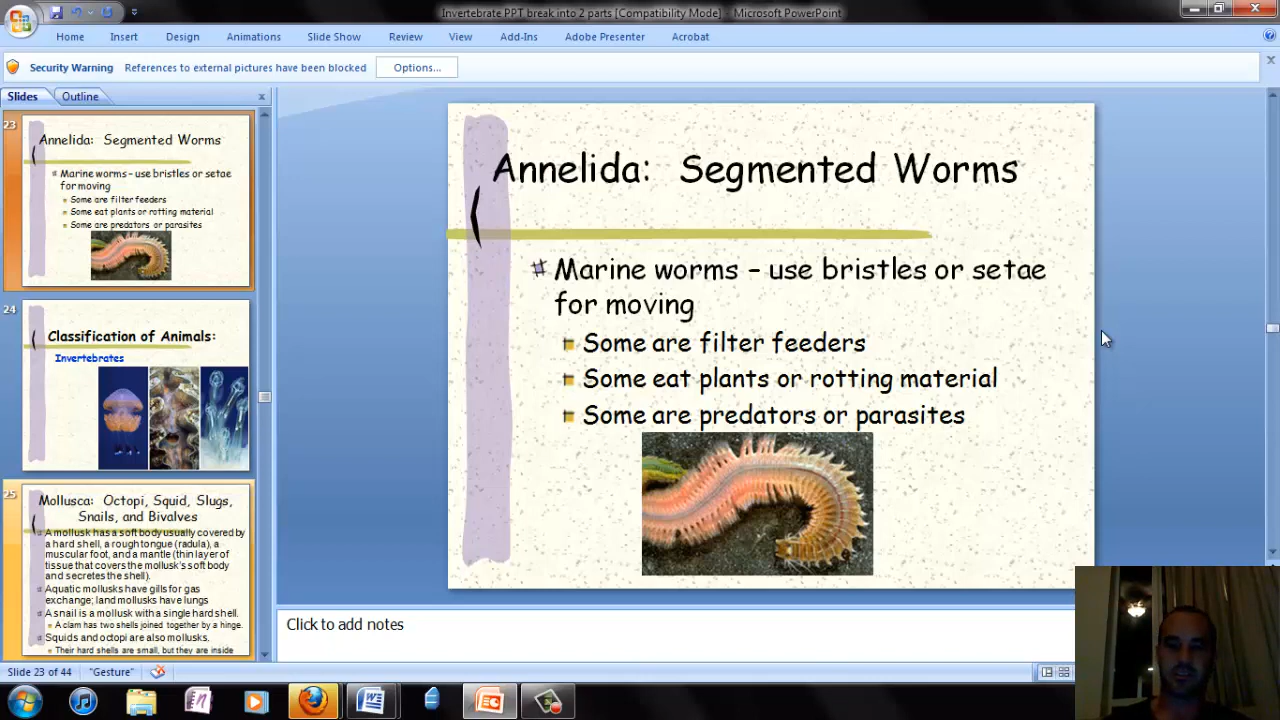 Invertebrate PPT break into 2 parts [Compatibility Mode] - Microsoft PowerPoint
Home Insert Design Animations Slide Show Review View Add-Ins Adobe Presenter Acrobat
Security Warning References to external pictures have been blocked Options...
Slides Outline
23
Annelida: Segmented Worms
Marine worms – use bristles or setae
for moving
Some are filter feeders
Some eat plants or rotting material
Some are predators or parasites
24
Classification of Animals:
Invertebrates
25
Mollusca: Octopi, Squid, Slugs,
Snails, and Bivalves
A mollusk has a soft body usually covered by
a hard shell, a rough tongue (radula), a
muscular foot, and a mantle (thin layer of
tissue that covers the mollusk's soft body
and secretes the shell).
Aquatic mollusks have gills for gas
exchange; land mollusks have lungs
A snail is a mollusk with a single hard shell.
A clam has two shells joined together by a hinge.
Squids and octopi are also mollusks.
Their hard shells are small, but they are inside
Annelida: Segmented Worms
Marine worms – use bristles or setae
for moving
Some are filter feeders
Some eat plants or rotting material
Some are predators or parasites
Click to add notes
Slide 23 of 44 "Gesture"